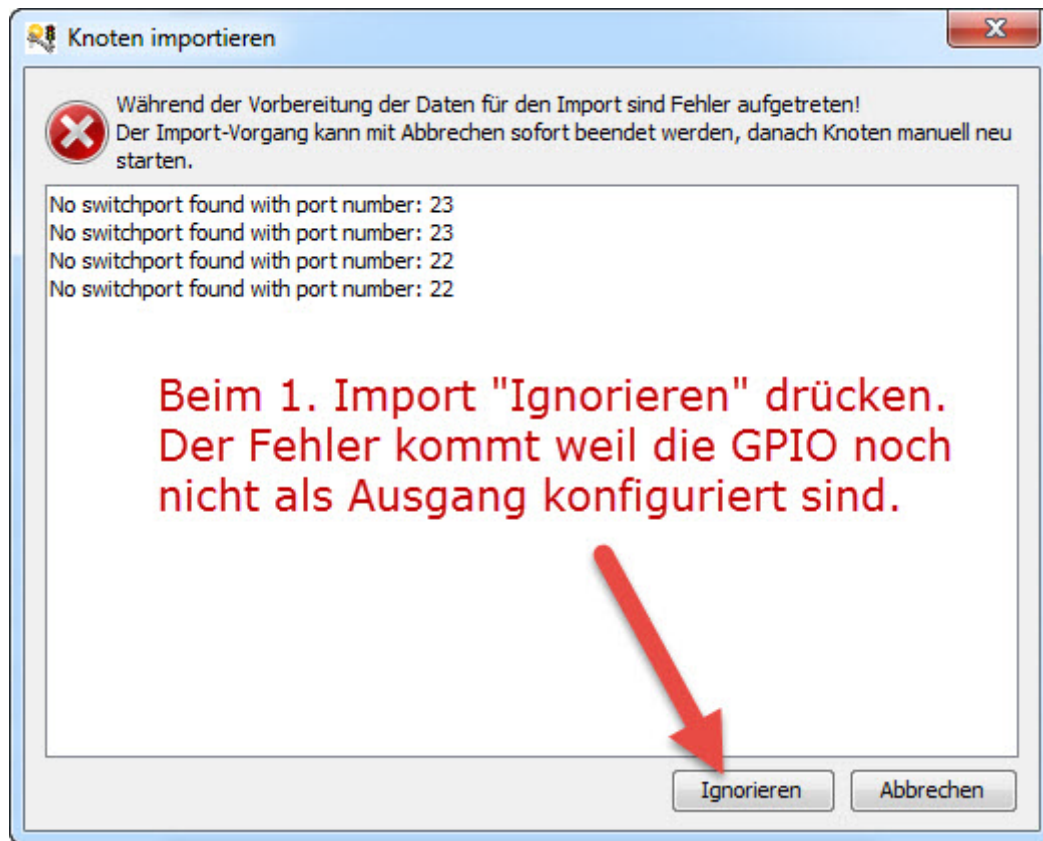 Knoten importieren
Während der Vorbereitung der Daten für den Import sind Fehler aufgetreten!
Der Import-Vorgang kann mit Abbrechen sofort beendet werden, danach Knoten manuell neu
starten.
No switchport found with port number: 23
No switchport found with port number: 23
No switchport found with port number: 22
No switchport found with port number: 22
Beim 1. Import "Ignorieren" drücken.
Der Fehler kommt weil die GPIO noch
nicht als Ausgang konfiguriert sind.
Ignorieren Abbrechen